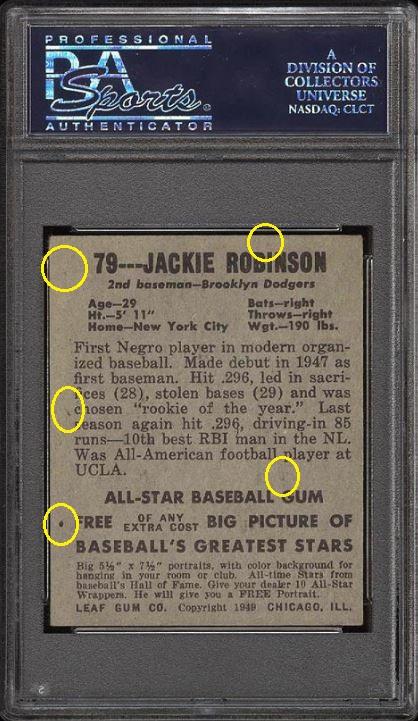 PROFESSIONAL
PSA
Sports
AUTHENTICATOR
A
DIVISION OF
COLLECTORS
UNIVERSE
NASDAQ: CLCT
79---JACKIE ROBINSON
2nd baseman—Brooklyn Dodgers
Age—29 Bats—right
Ht.—5' 11" Throws—right
Home—New York City Wgt.—190 lbs.
First Negro player in modern organ-
ized baseball. Made debut in 1947 as
first baseman. Hit .296, led in sacri-
fices (28), stolen bases (29) and was
chosen "rookie of the year." Last
season again hit .296, driving-in 85
runs—10th best RBI man in the NL.
Was All-American football player at
UCLA.
ALL-STAR BASEBALL GUM
FREE OF ANY EXTRA COST BIG PICTURE OF
BASEBALL'S GREATEST STARS
Big 5½" x 7½" portraits, with color background for
hanging in your room or club. All-time Stars from
baseball's Hall of Fame. Give your dealer 10 All-Star
Wrappers. He will give you a FREE Portrait.
LEAF GUM CO. Copyright 1949 CHICAGO, ILL.